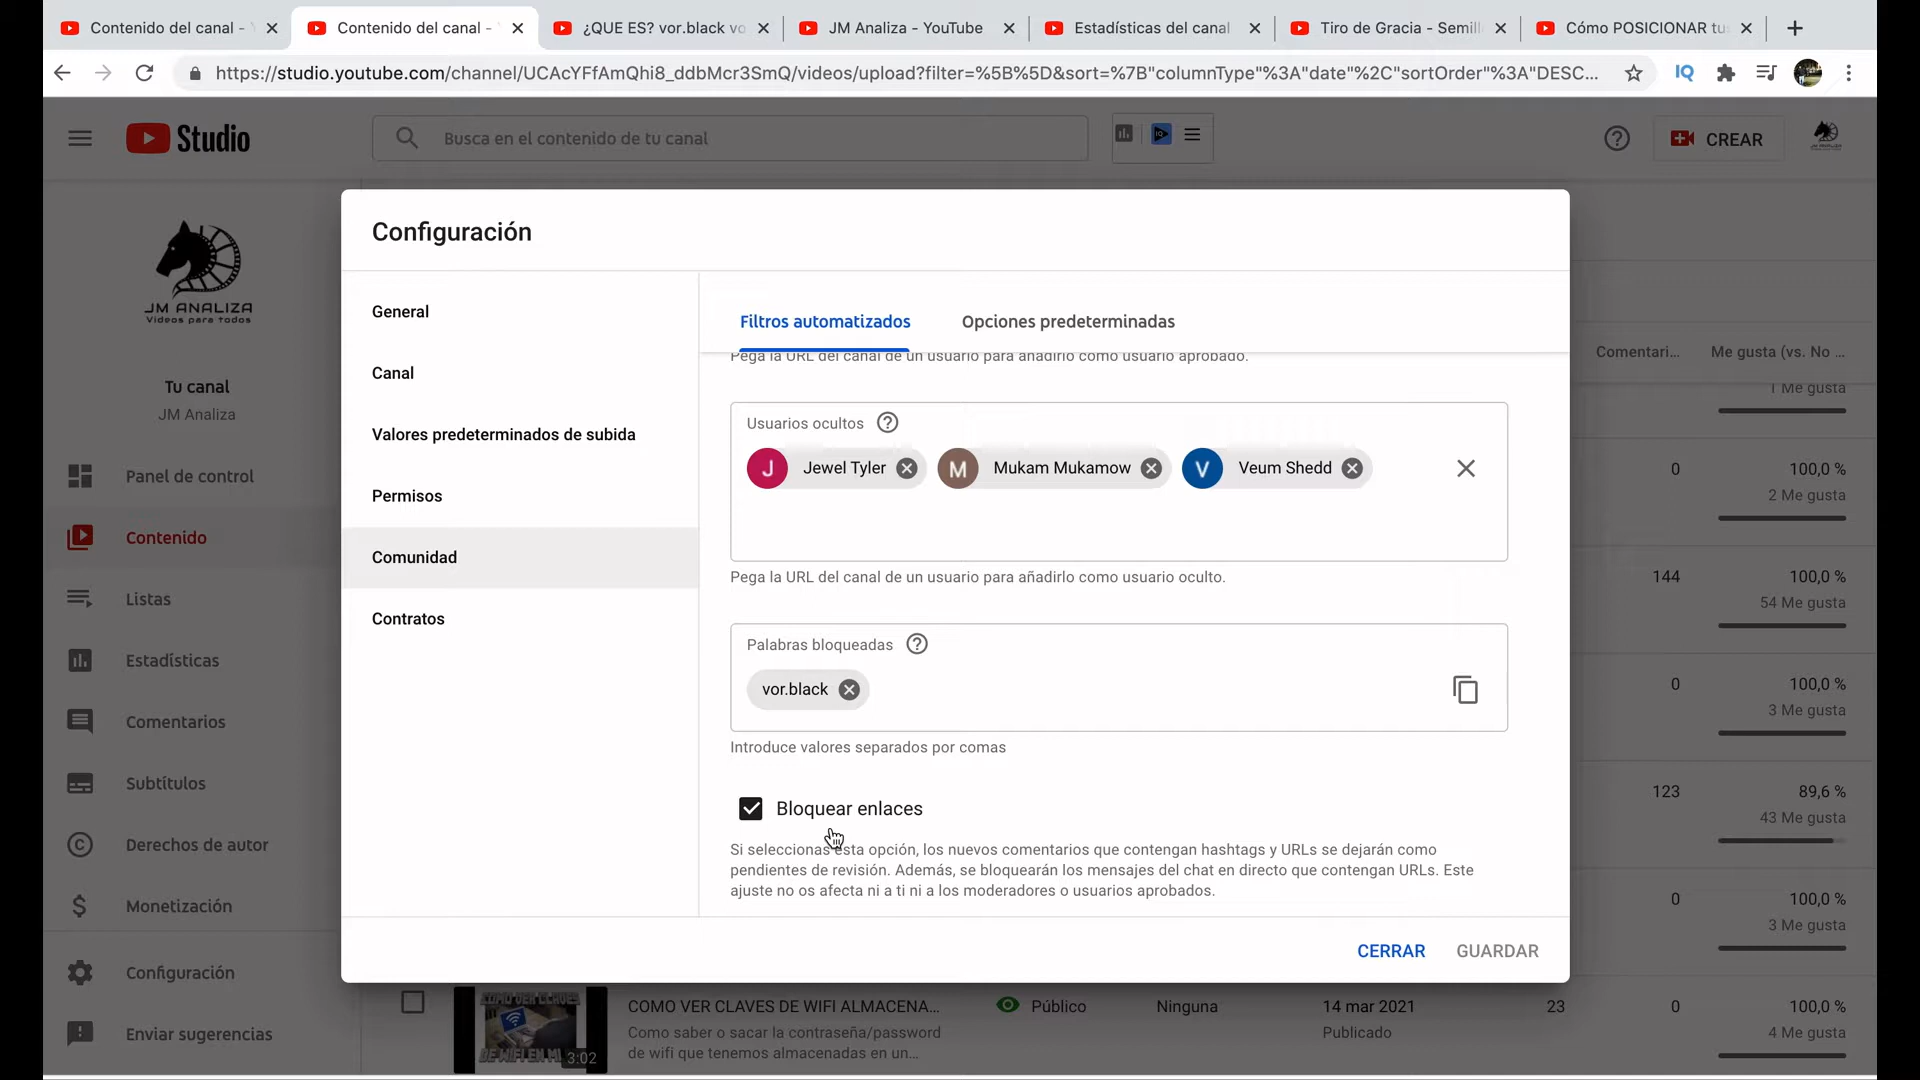 Contenido del canal -
Contenido del canal -
¿QUE ES? vor.black vo
JM Analiza - YouTube
Estadísticas del canal
Tiro de Gracia - Semill
Cómo POSICIONAR tu
https://studio.youtube.com/channel/UCAcYFfAmQhi8_ddbMcr3SmQ/videos/upload?filter=%5B%5D&sort=%7B"columnType"%3A"date"%2C"sortOrder"%3A"DESC...
IQ
Studio
Busca en el contenido de tu canal
CREAR
JM ANALIZA
Videos para todos
Tu canal
JM Analiza
Panel de control
Contenido
Listas
Estadísticas
Comentarios
Subtítulos
Derechos de autor
Monetización
Configuración
Enviar sugerencias
Configuración
General
Canal
Valores predeterminados de subida
Permisos
Comunidad
Contratos
Filtros automatizados
Opciones predeterminadas
Pega la URL del canal de un usuario para añadirlo como usuario aprobado.
Usuarios ocultos
J Jewel Tyler
M Mukam Mukamow
V Veum Shedd
Pega la URL del canal de un usuario para añadirlo como usuario oculto.
Palabras bloqueadas
vor.black
Introduce valores separados por comas
Bloquear enlaces
Si seleccionas esta opción, los nuevos comentarios que contengan hashtags y URLs se dejarán como
pendientes de revisión. Además, se bloquearán los mensajes del chat en directo que contengan URLs. Este
ajuste no os afecta ni a ti ni a los moderadores o usuarios aprobados.
CERRAR
GUARDAR
Comentari...
Me gusta (vs. No ...
1 Me gusta
0
100,0 %
2 Me gusta
144
100,0 %
54 Me gusta
0
100,0 %
3 Me gusta
123
89,6 %
43 Me gusta
0
100,0 %
3 Me gusta
COMO VER CLAVES
DE WIFI EN MI
3:02
COMO VER CLAVES DE WIFI ALMACENA...
Como saber o sacar la contraseña/password
de wifi que tenemos almacenadas en un...
Público
Ninguna
14 mar 2021
Publicado
23
0
100,0 %
4 Me gusta